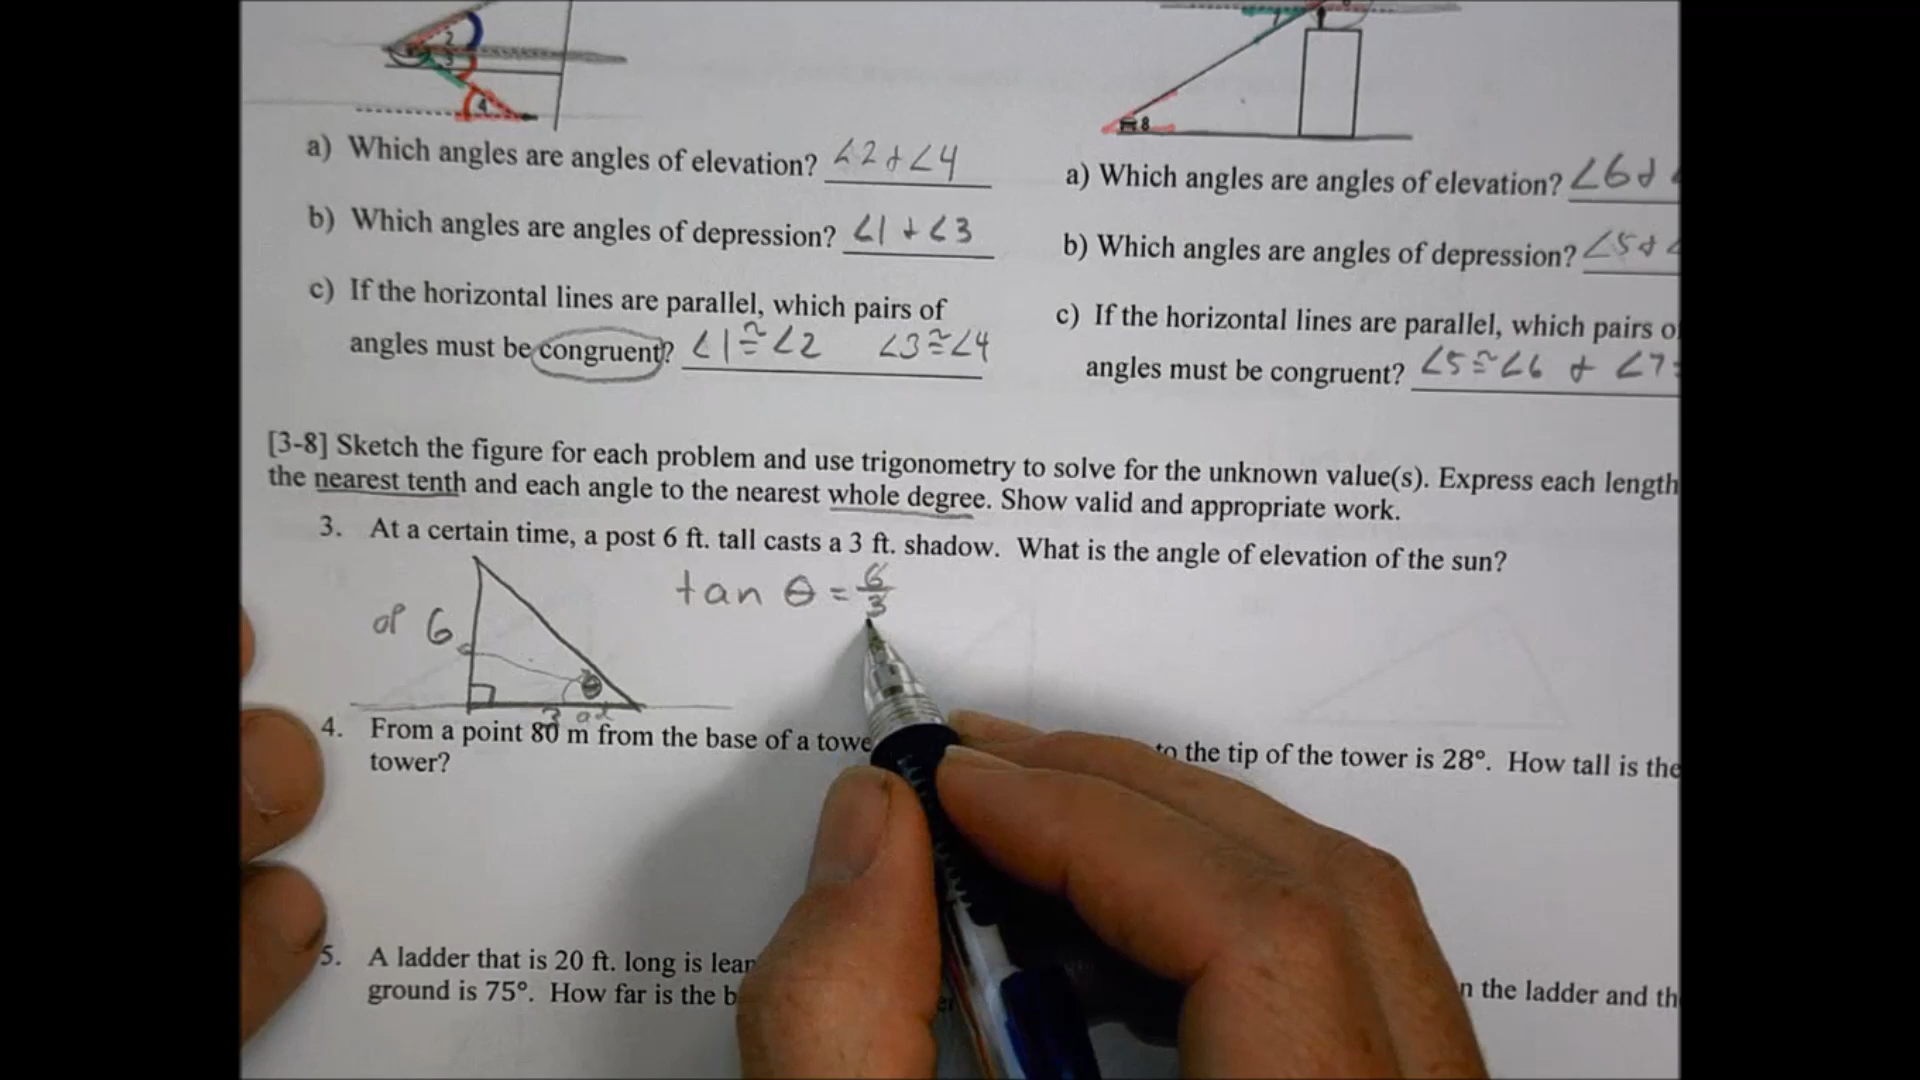 2
3
4
8
a) Which angles are angles of elevation? ∠2 + ∠4
b) Which angles are angles of depression? ∠1 + ∠3
c) If the horizontal lines are parallel, which pairs of
angles must be congruent? ∠1 ≅ ∠2 ∠3 ≅ ∠4
a) Which angles are angles of elevation? ∠6 +
b) Which angles are angles of depression? ∠5 +
c) If the horizontal lines are parallel, which pairs o
angles must be congruent? ∠5 ≅ ∠6 + ∠7
[3-8] Sketch the figure for each problem and use trigonometry to solve for the unknown value(s). Express each length
the nearest tenth and each angle to the nearest whole degree. Show valid and appropriate work.
3. At a certain time, a post 6 ft. tall casts a 3 ft. shadow. What is the angle of elevation of the sun?
tan θ = 6/3
6
θ
3
4. From a point 80 m from the base of a towe to the tip of the tower is 28°. How tall is the
tower?
5. A ladder that is 20 ft. long is lean n the ladder and th
ground is 75°. How far is the b